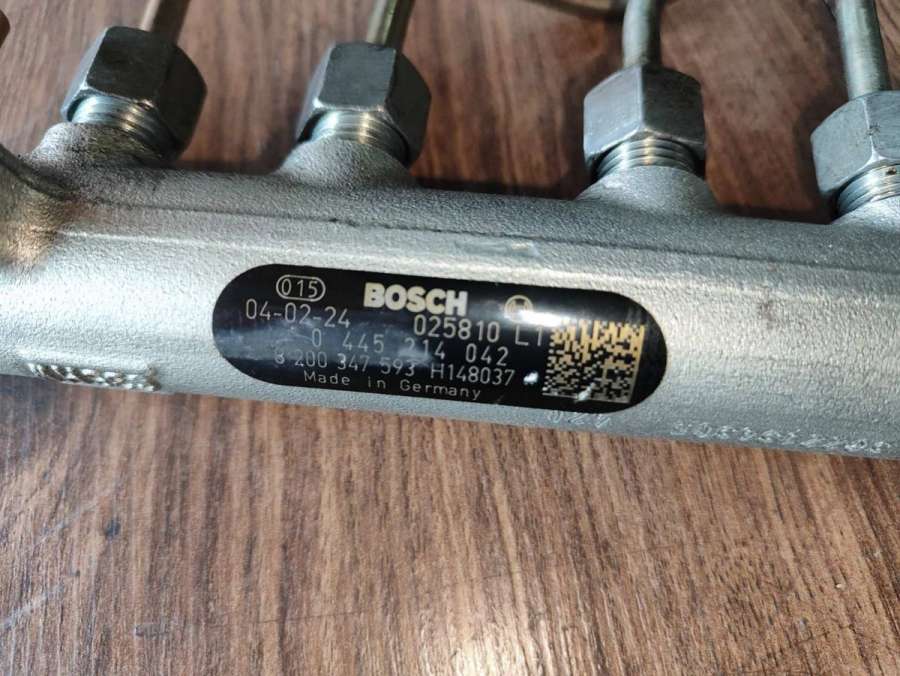 015 BOSCH
04-02-24 025810 L1
0 445 214 042
8 200 347 593 H148037
Made in Germany